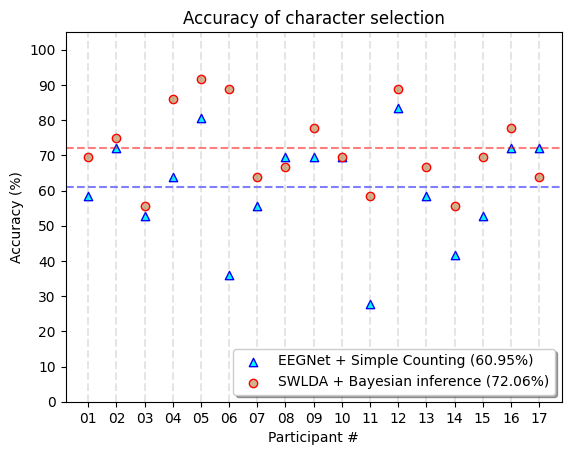 Accuracy of character selection
Accuracy (%)
100
90
80
70
60
50
40
30
20
10
0
EEGNet + Simple Counting (60.95%)
SWLDA + Bayesian inference (72.06%)
01 02 03 04 05 06 07 08 09 10 11 12 13 14 15 16 17
Participant #